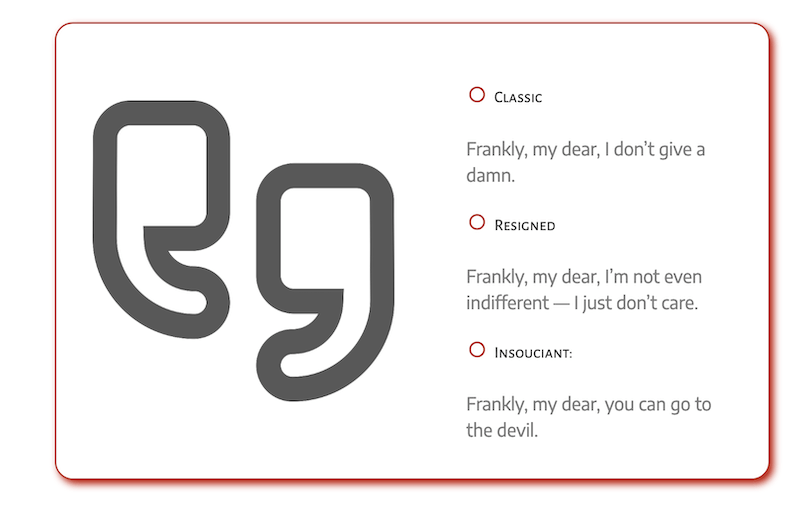 Classic
Frankly, my dear, I don’t give a
damn.
Resigned
Frankly, my dear, I’m not even
indifferent — I just don’t care.
Insouciant:
Frankly, my dear, you can go to
the devil.